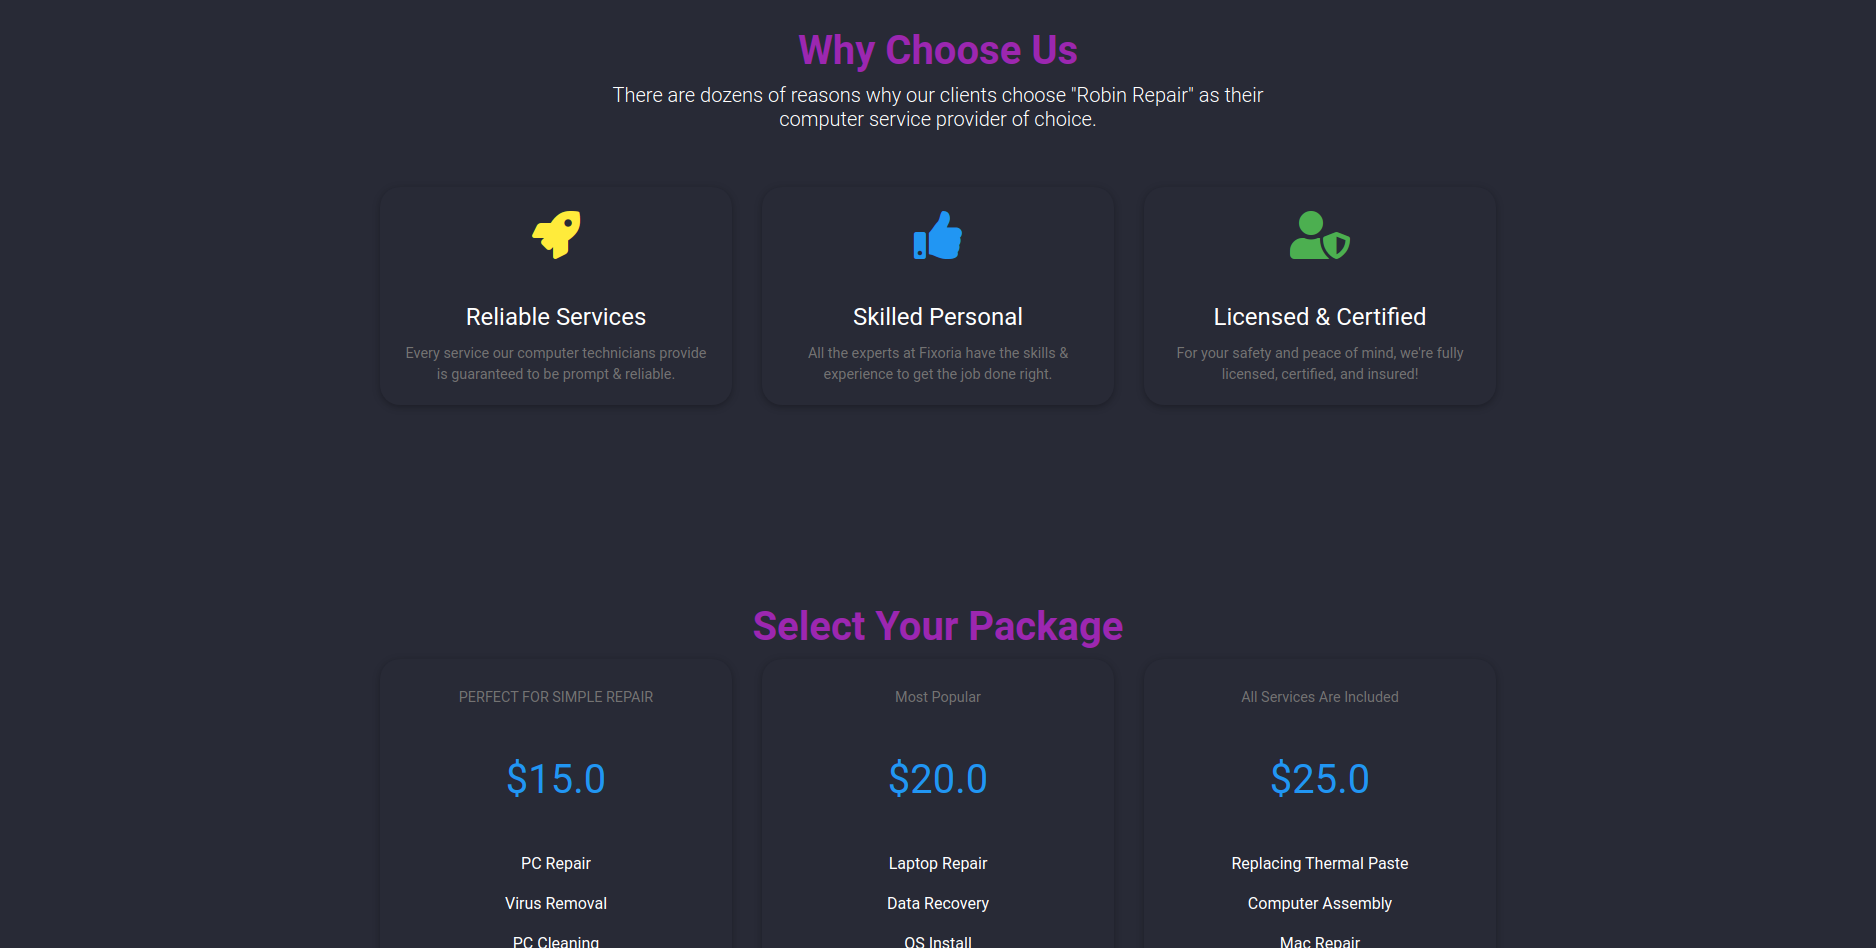 Why Choose Us
There are dozens of reasons why our clients choose "Robin Repair" as their
computer service provider of choice.
Reliable Services
Every service our computer technicians provide
is guaranteed to be prompt & reliable.
Skilled Personal
All the experts at Fixoria have the skills &
experience to get the job done right.
Licensed & Certified
For your safety and peace of mind, we're fully
licensed, certified, and insured!
Select Your Package
PERFECT FOR SIMPLE REPAIR
$15.0
PC Repair
Virus Removal
PC Cleaning
Most Popular
$20.0
Laptop Repair
Data Recovery
OS Install
All Services Are Included
$25.0
Replacing Thermal Paste
Computer Assembly
Mac Repair